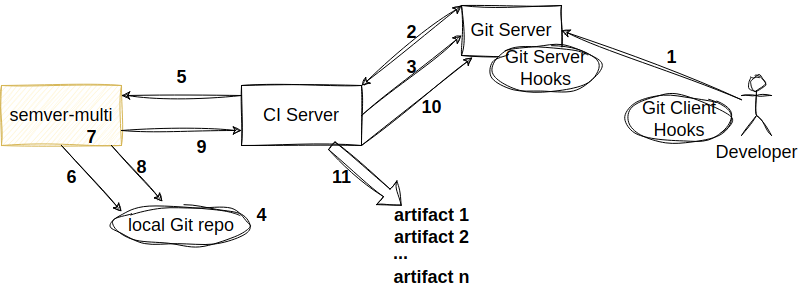 2
Git Server
3
Git Server
Hooks
1
5
CI Server
10
semver-multi
7
9
Git Client
Hooks
Developer
6
8
11
4
local Git repo
artifact 1
artifact 2
...
artifact n